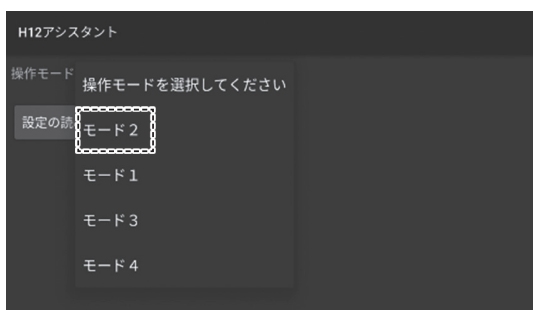 H12アシスタント
操作モード
操作モードを選択してください
設定の読
モード2
モード1
モード3
モード4